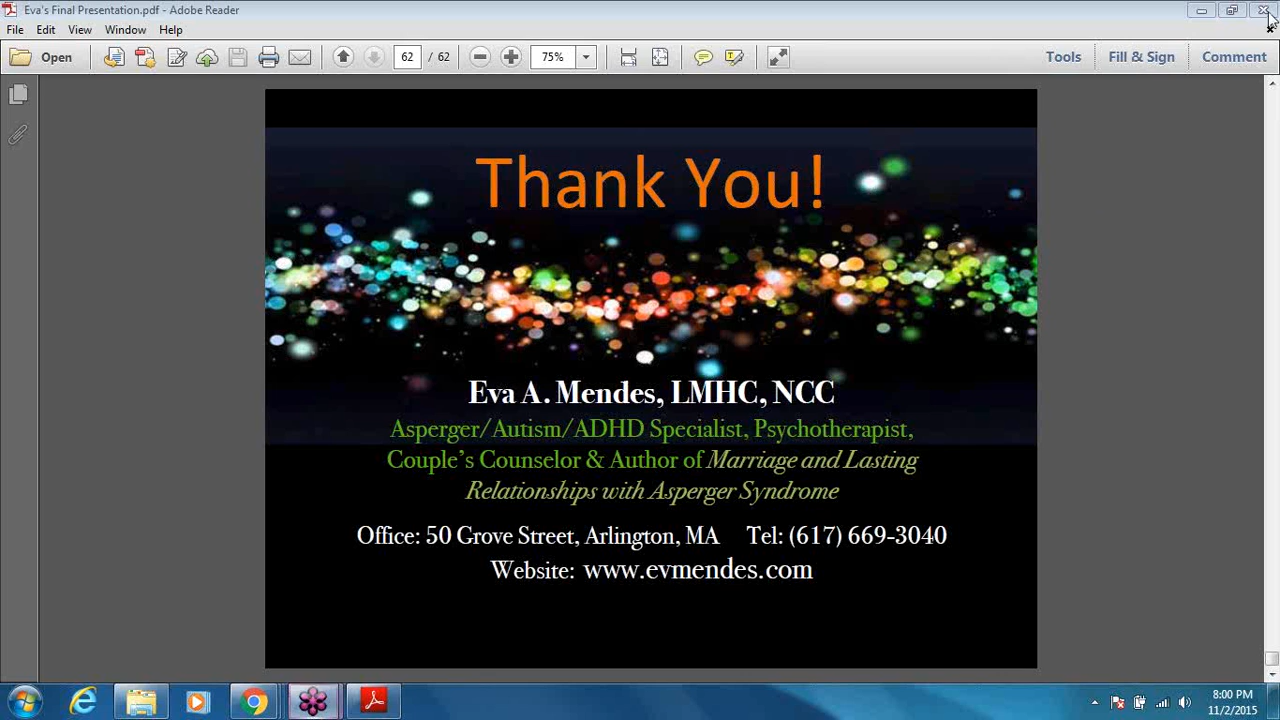 Eva's Final Presentation.pdf - Adobe Reader
File Edit View Window Help
Open 62 / 62 75% Tools Fill & Sign Comment
Thank You!
Eva A. Mendes, LMHC, NCC
Asperger/Autism/ADHD Specialist, Psychotherapist,
Couple's Counselor & Author of Marriage and Lasting
Relationships with Asperger Syndrome
Office: 50 Grove Street, Arlington, MA Tel: (617) 669-3040
Website: www.evmendes.com
8:00 PM
11/2/2015